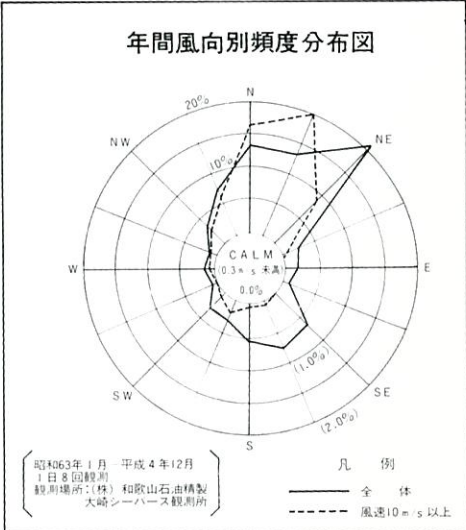 年間風向別頻度分布図
N
20%
NW
NE
10%
CALM
(0.3m/s 未満)
W
E
0.0%
(1.0%)
SW
SE
(2.0%)
S
昭和63年1月-平成4年12月
1日8回観測
観測場所:(株)和歌山石油精製
大崎シーバース観測所
凡例
全体
風速10m/s以上